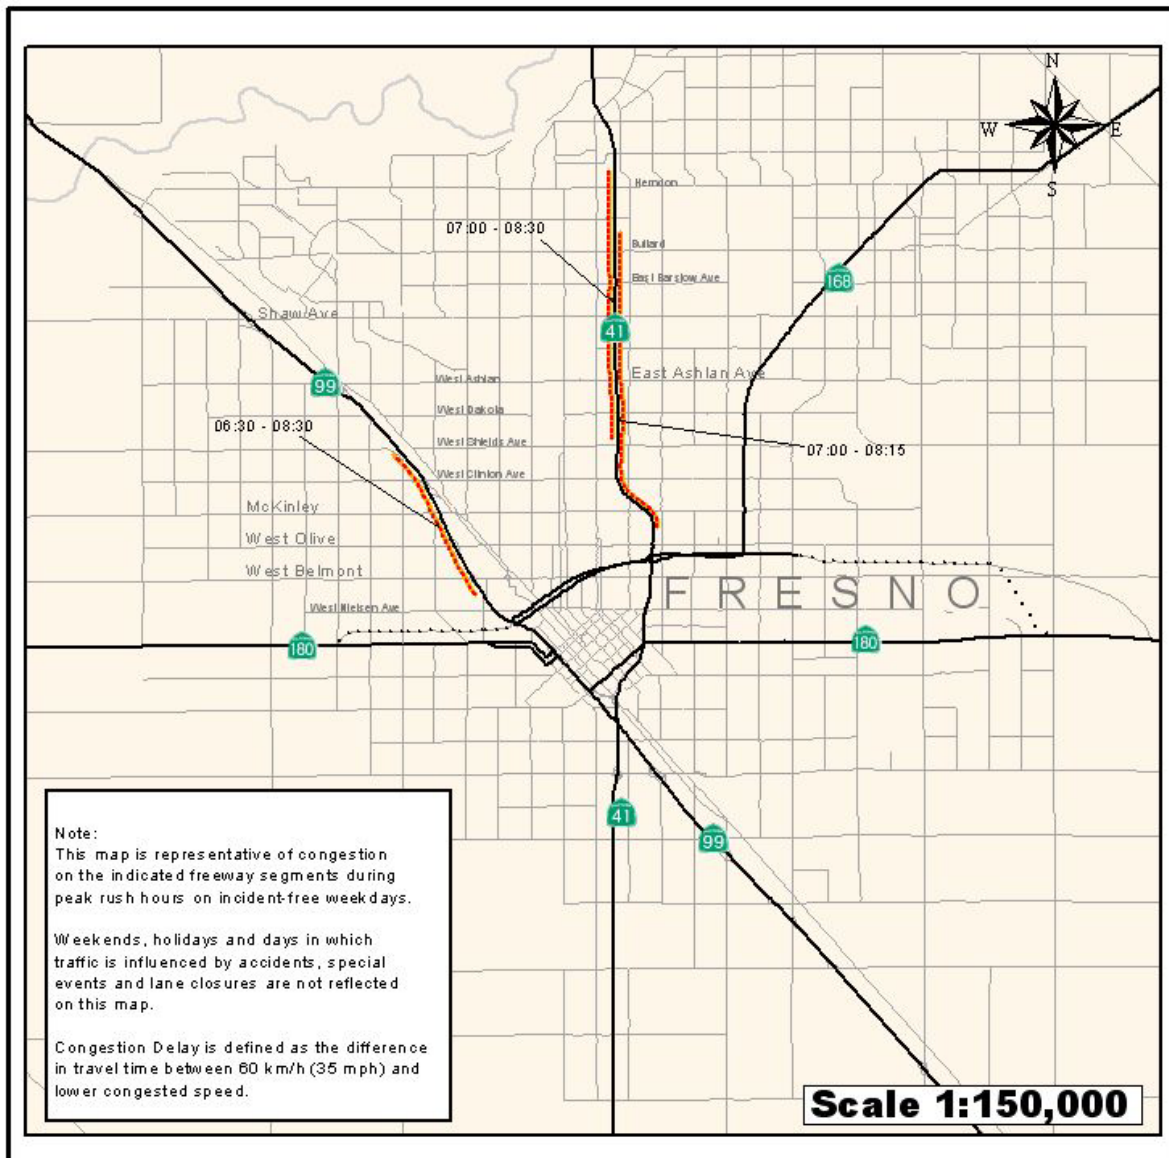 N
W E
S
Herndon
07:00 - 08:30
Bullard
East Barstow Ave
168
Shaw Ave
41
East Ashlan Ave
West Ashlan
99
West Dakota
06:30 - 08:30
West Shields Ave
07:00 - 08:15
West Clinton Ave
McKinley
West Olive
West Belmont
FRESNO
West Nielsen Ave
180
180
41
99
Note:
This map is representative of congestion
on the indicated freeway segments during
peak rush hours on incident-free weekdays.
Weekends, holidays and days in which
traffic is influenced by accidents, special
events and lane closures are not reflected
on this map.
Congestion Delay is defined as the difference
in travel time between 60 km/h (35 mph) and
lower congested speed.
Scale 1:150,000